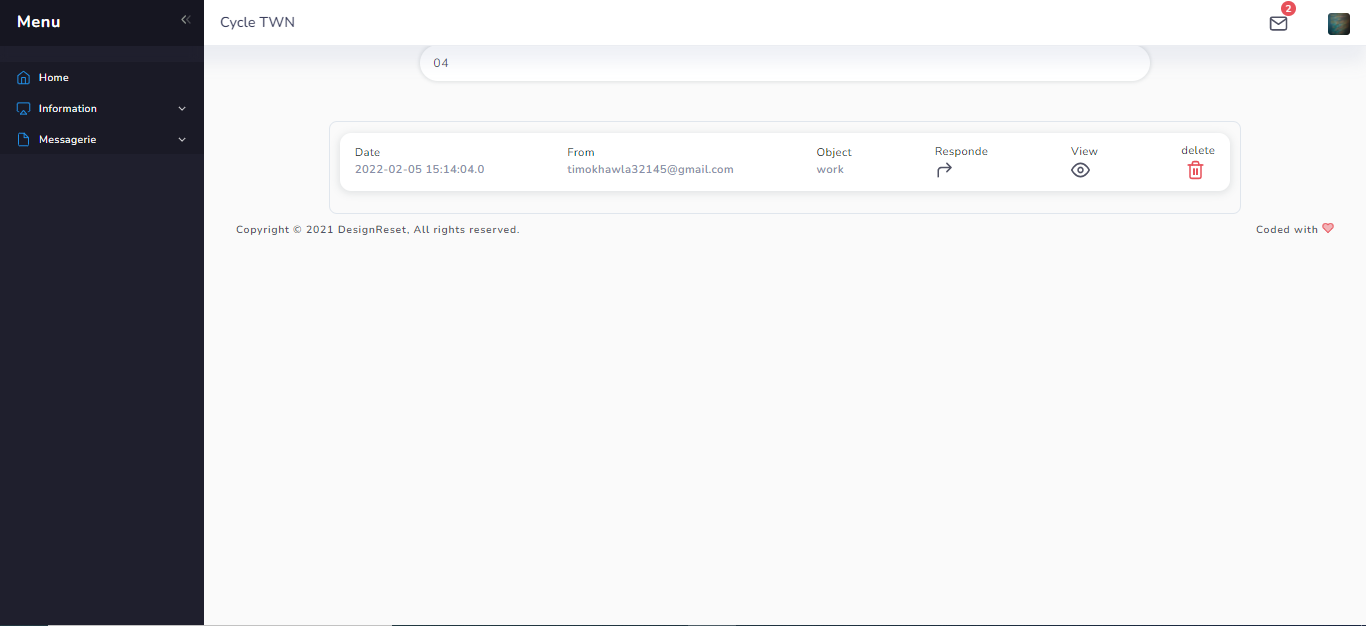 Menu
Cycle TWN
2
04
Home
Information
Messagerie
Date
From
Object
Responde
View
delete
2022-02-05 15:14:04.0
timokhawla32145@gmail.com
work
Copyright © 2021 DesignReset, All rights reserved.
Coded with